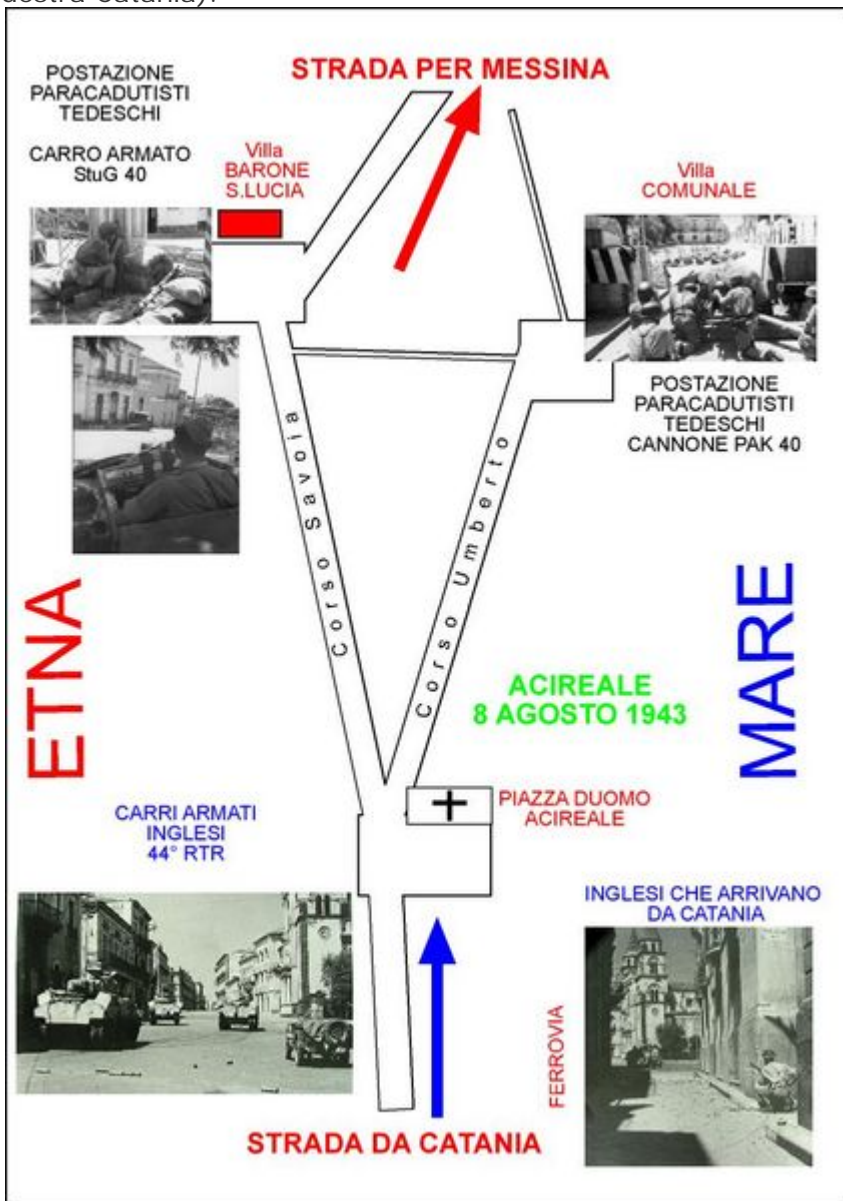 destra Catania).
POSTAZIONE
PARACADUTISTI
TEDESCHI
CARRO ARMATO
StuG 40
STRADA PER MESSINA
Villa
BARONE
S.LUCIA
Villa
COMUNALE
POSTAZIONE
PARACADUTISTI
TEDESCHI
CANNONE PAK 40
Corso Savoia
Corso Umberto
ETNA
MARE
ACIREALE
8 AGOSTO 1943
PIAZZA DUOMO
ACIREALE
CARRI ARMATI
INGLESI
44° RTR
INGLESI CHE ARRIVANO
DA CATANIA
FERROVIA
STRADA DA CATANIA